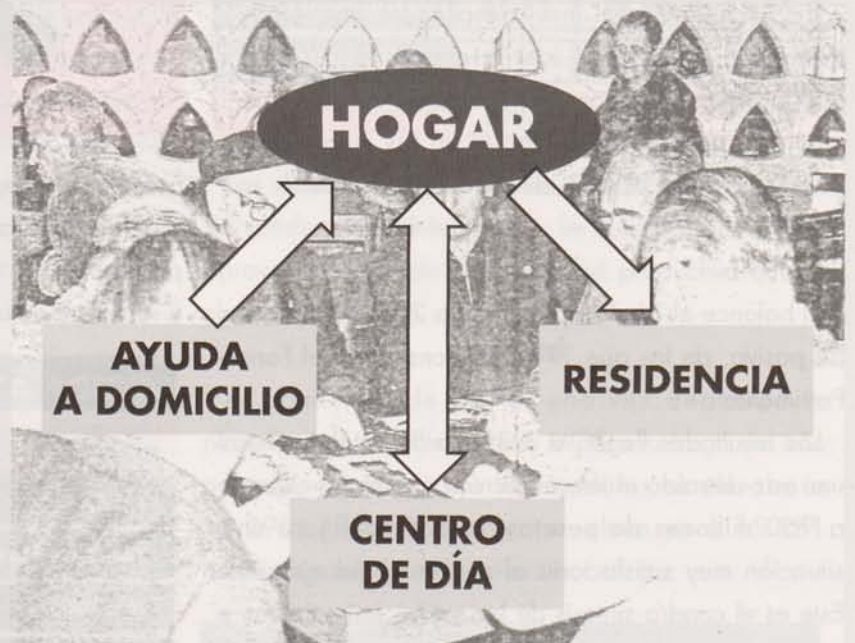 HOGAR
AYUDA
A DOMICILIO
RESIDENCIA
CENTRO
DE DÍA